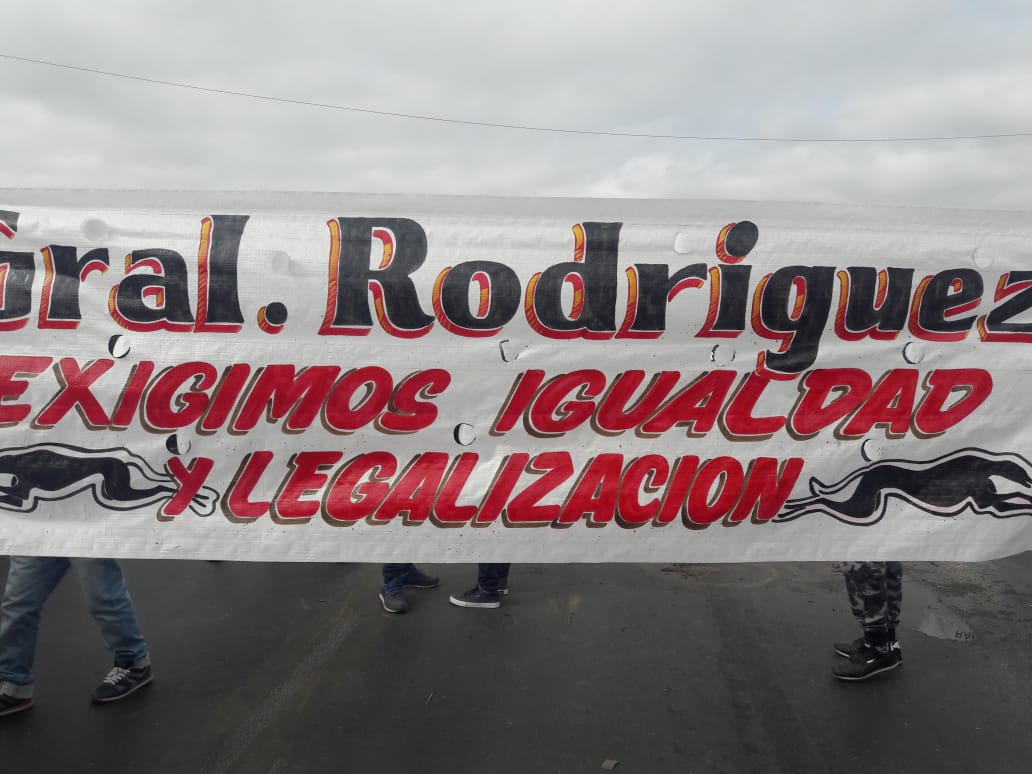 Gral. Rodriguez
EXIGIMOS IGUALDAD
Y LEGALIZACION